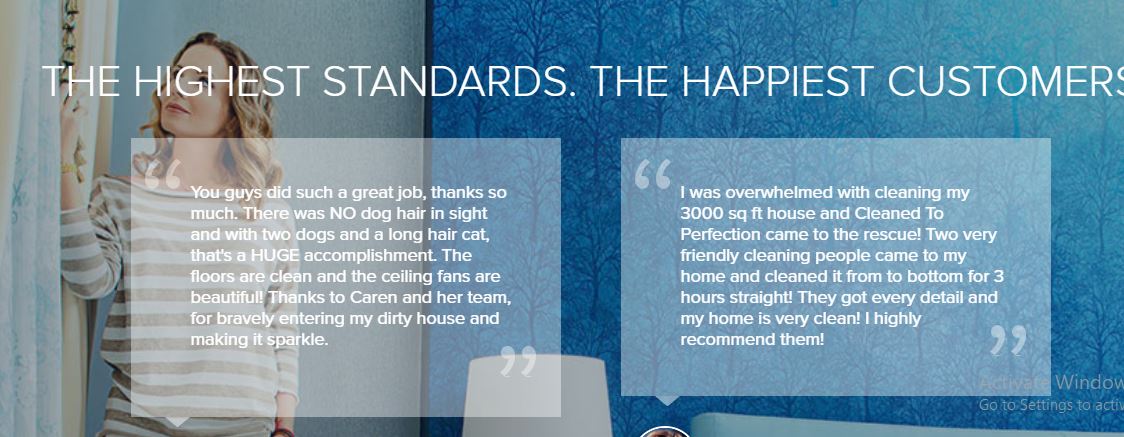 THE HIGHEST STANDARDS. THE HAPPIEST CUSTOMERS
“
You guys did such a great job, thanks so
much. There was NO dog hair in sight
and with two dogs and a long hair cat,
that's a HUGE accomplishment. The
floors are clean and the ceiling fans are
beautiful! Thanks to Caren and her team,
for bravely entering my dirty house and
making it sparkle.
”
“
I was overwhelmed with cleaning my
3000 sq ft house and Cleaned To
Perfection came to the rescue! Two very
friendly cleaning people came to my
home and cleaned it from to bottom for 3
hours straight! They got every detail and
my home is very clean! I highly
recommend them!
”
Activate Window
Go to Settings to activ